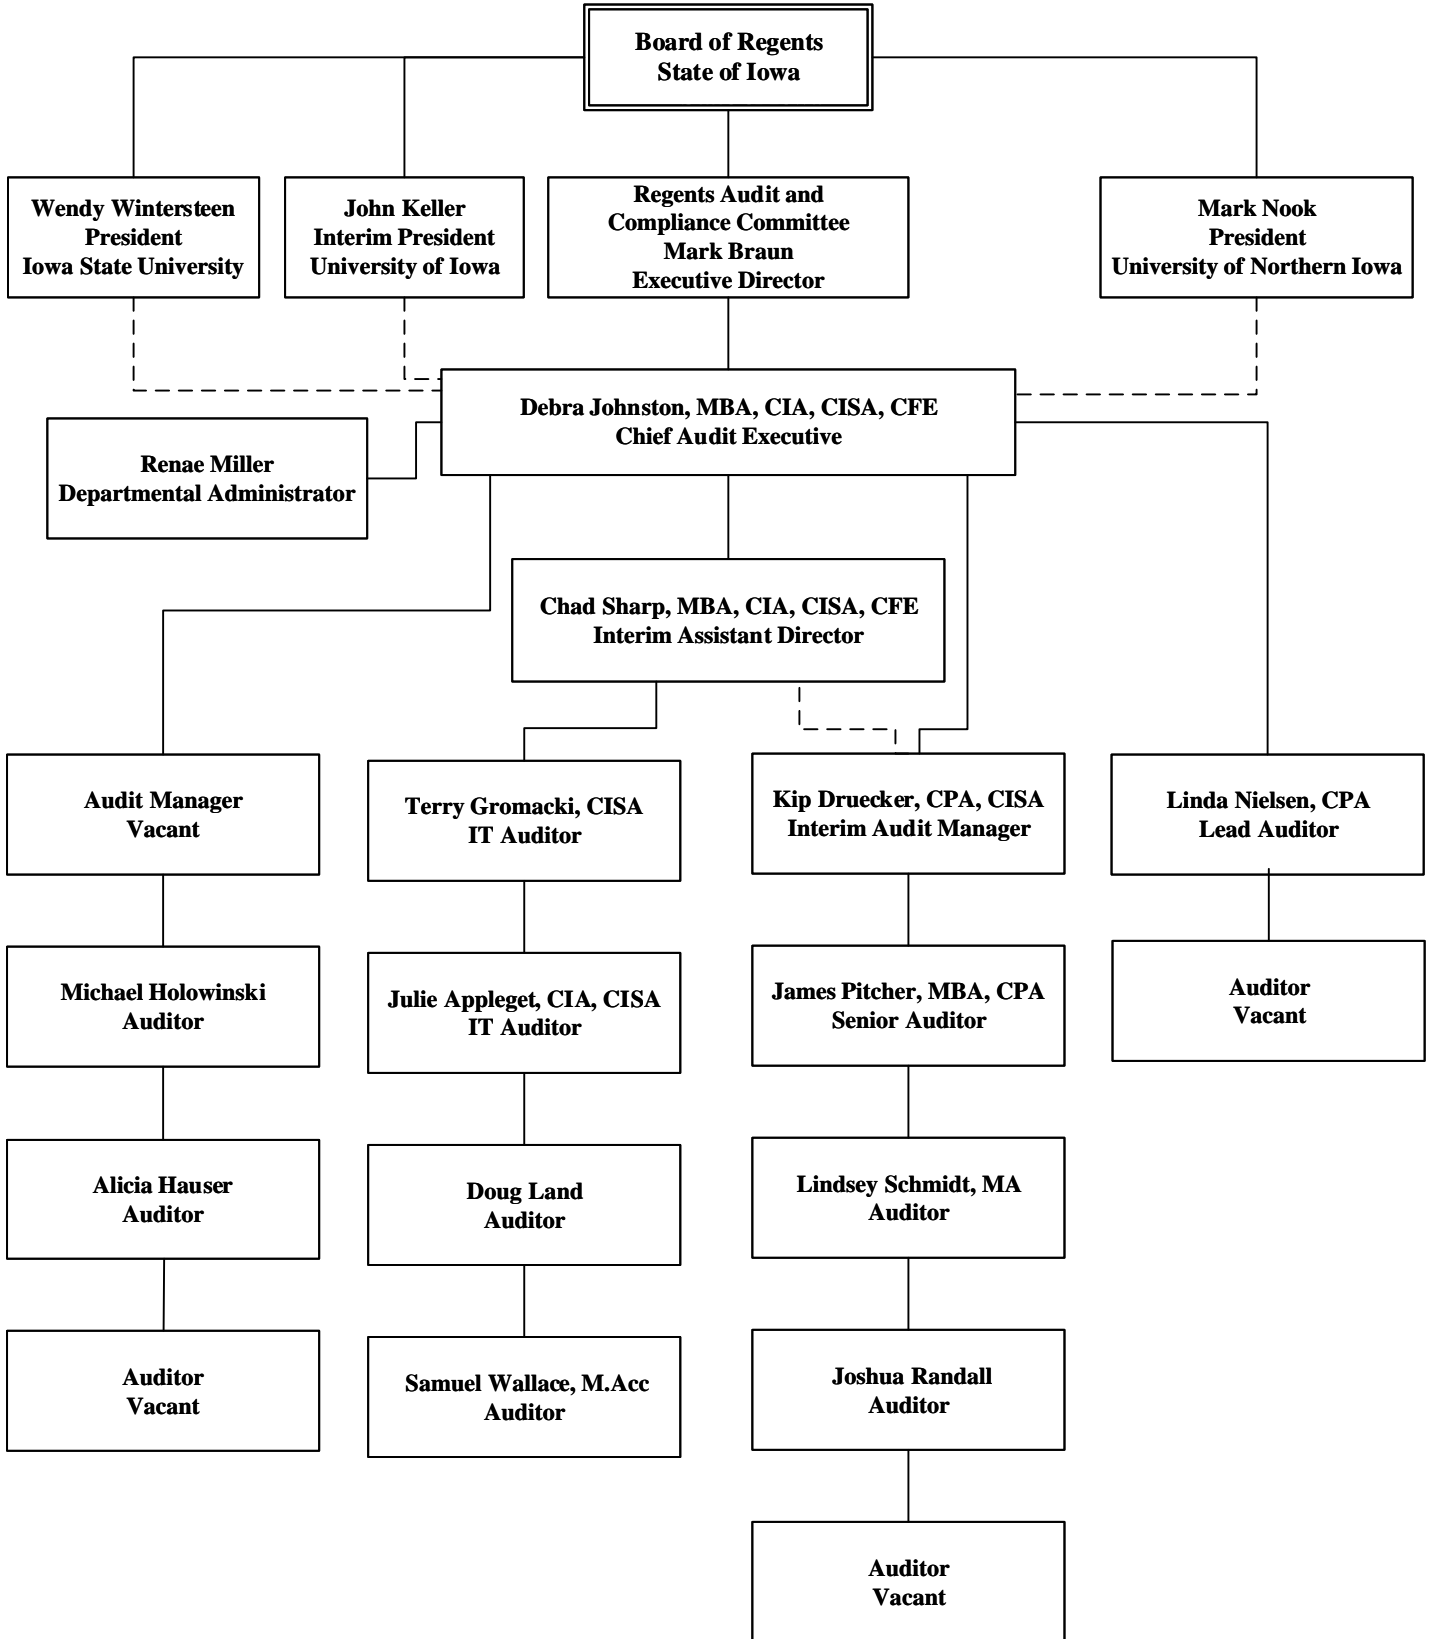 Board of Regents
State of Iowa
Wendy Wintersteen
President
Iowa State University
John Keller
Interim President
University of Iowa
Regents Audit and
Compliance Committee
Mark Braun
Executive Director
Mark Nook
President
University of Northern Iowa
Debra Johnston, MBA, CIA, CISA, CFE
Chief Audit Executive
Renae Miller
Departmental Administrator
Chad Sharp, MBA, CIA, CISA, CFE
Interim Assistant Director
Audit Manager
Vacant
Terry Gromacki, CISA
IT Auditor
Kip Druecker, CPA, CISA
Interim Audit Manager
Linda Nielsen, CPA
Lead Auditor
Michael Holowinski
Auditor
Julie Appleget, CIA, CISA
IT Auditor
James Pitcher, MBA, CPA
Senior Auditor
Auditor
Vacant
Alicia Hauser
Auditor
Doug Land
Auditor
Lindsey Schmidt, MA
Auditor
Auditor
Vacant
Samuel Wallace, M.Acc
Auditor
Joshua Randall
Auditor
Auditor
Vacant